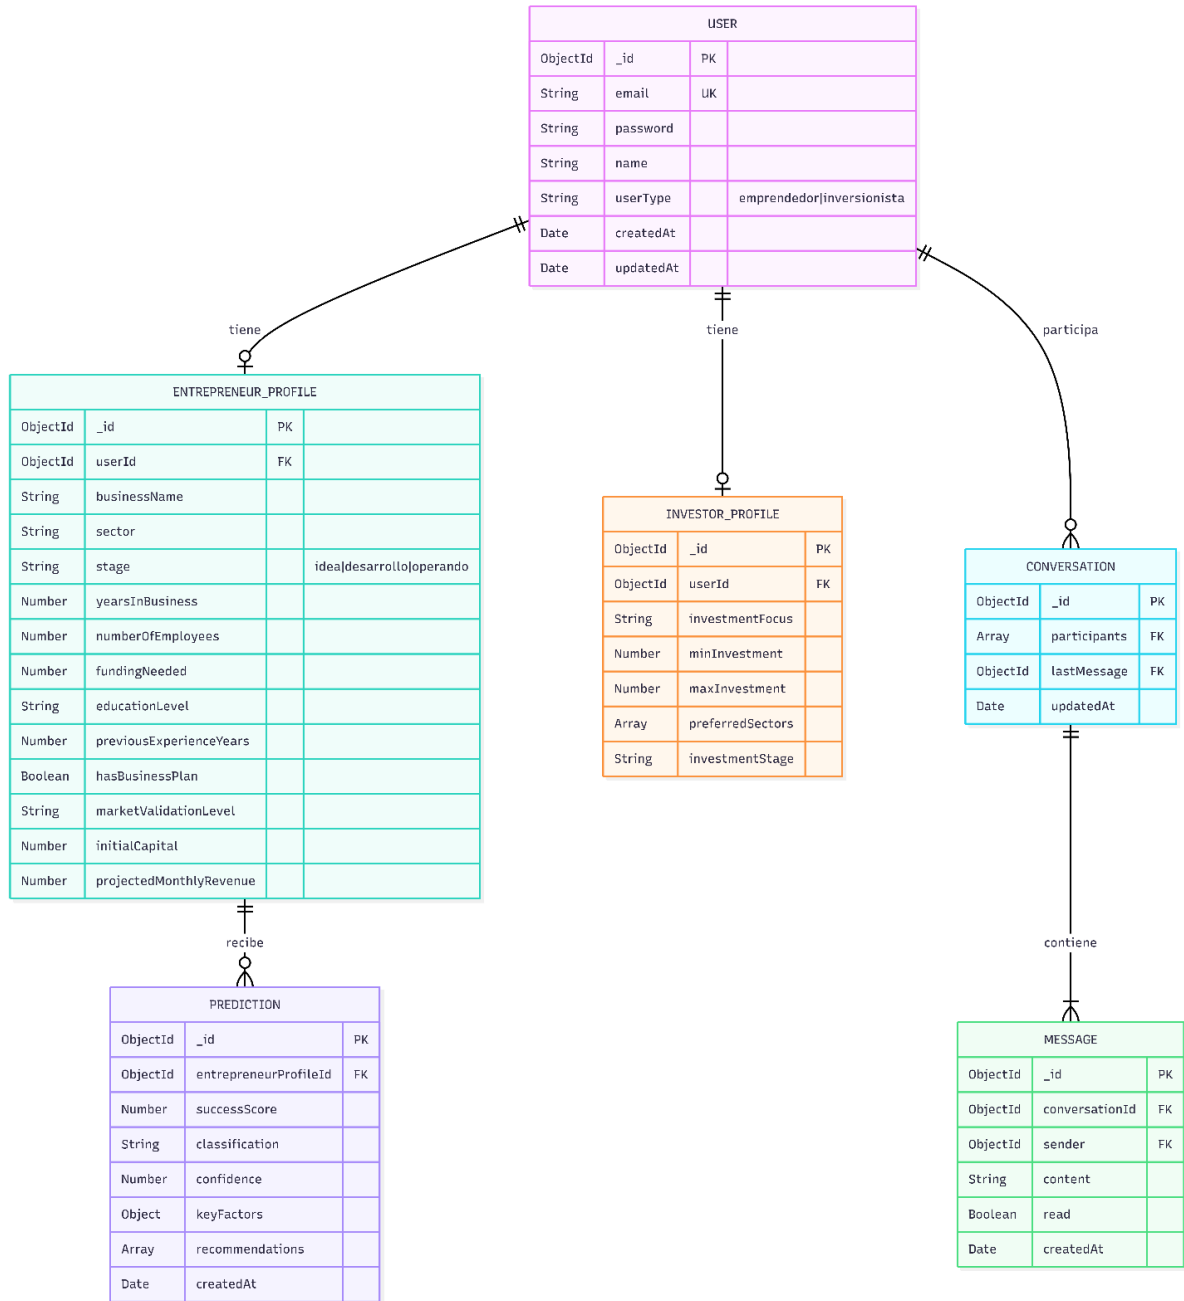 USER
ObjectId _id PK
String email UK
String password
String name
String userType emprendedor|inversionista
Date createdAt
Date updatedAt
tiene
tiene
participa
ENTREPRENEUR_PROFILE
ObjectId _id PK
ObjectId userId FK
String businessName
String sector
String stage idea|desarrollo|operando
Number yearsInBusiness
Number numberOfEmployees
Number fundingNeeded
String educationLevel
Number previousExperienceYears
Boolean hasBusinessPlan
String marketValidationLevel
Number initialCapital
Number projectedMonthlyRevenue
INVESTOR_PROFILE
ObjectId _id PK
ObjectId userId FK
String investmentFocus
Number minInvestment
Number maxInvestment
Array preferredSectors
String investmentStage
CONVERSATION
ObjectId _id PK
Array participants FK
ObjectId lastMessage FK
Date updatedAt
recibe
contiene
PREDICTION
ObjectId _id PK
ObjectId entrepreneurProfileId FK
Number successScore
String classification
Number confidence
Object keyFactors
Array recommendations
Date createdAt
MESSAGE
ObjectId _id PK
ObjectId conversationId FK
ObjectId sender FK
String content
Boolean read
Date createdAt